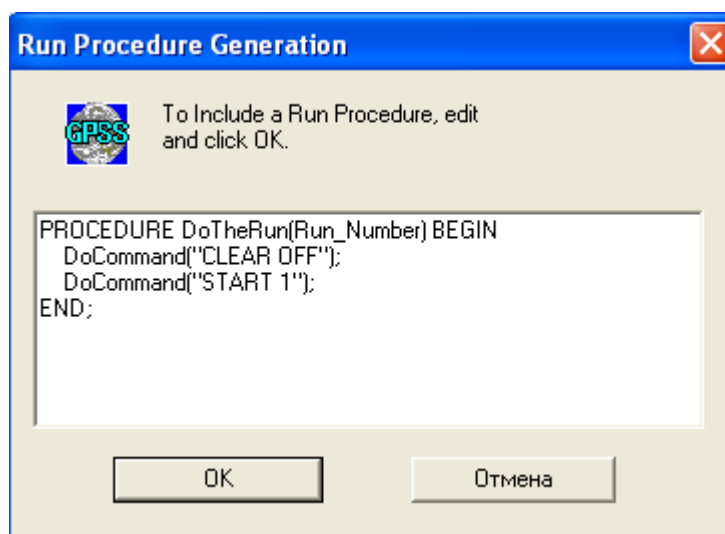 Run Procedure Generation
GPSS
To Include a Run Procedure, edit
and click OK.
PROCEDURE DoTheRun(Run_Number) BEGIN
DoCommand("CLEAR OFF");
DoCommand("START 1");
END;
OK
Отмена